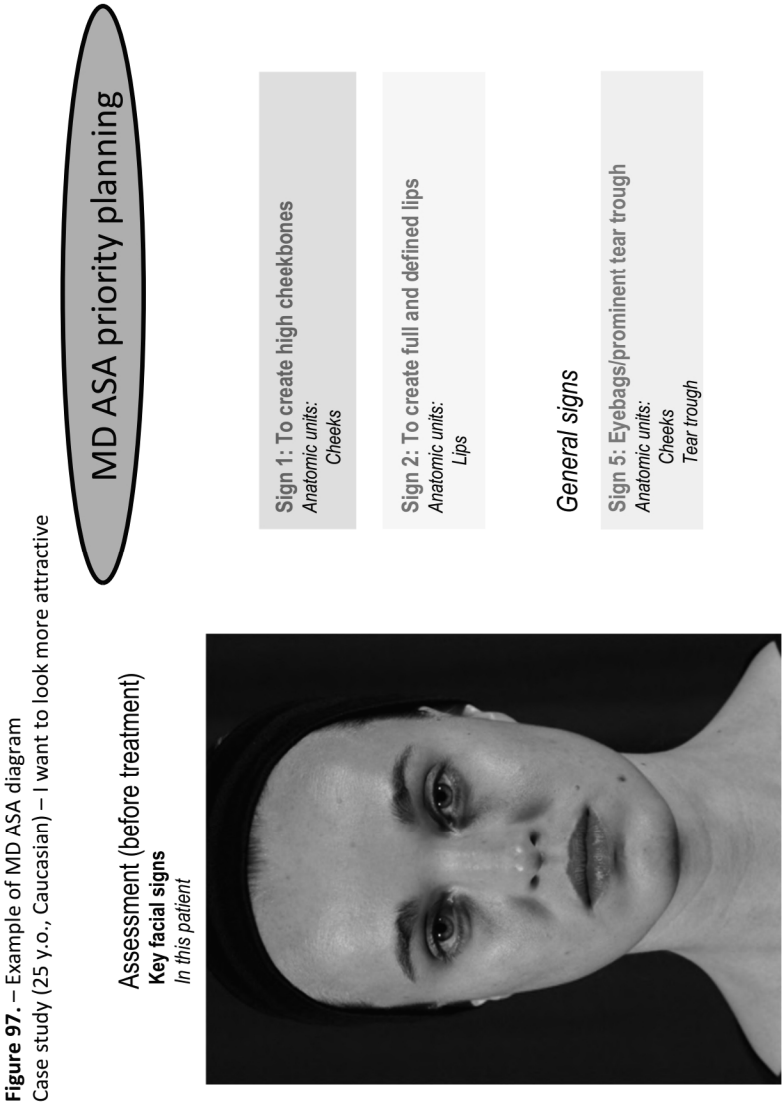 Figure 97. – Example of MD ASA diagram
Case study (25 y.o., Caucasian) – I want to look more attractive
MD ASA priority planning
Assessment (before treatment)
Key facial signs
In this patient
Sign 1: To create high cheekbones
Anatomic units:
Cheeks
Sign 2: To create full and defined lips
Anatomic units:
Lips
General signs
Sign 5: Eyebags/prominent tear trough
Anatomic units:
Cheeks
Tear trough